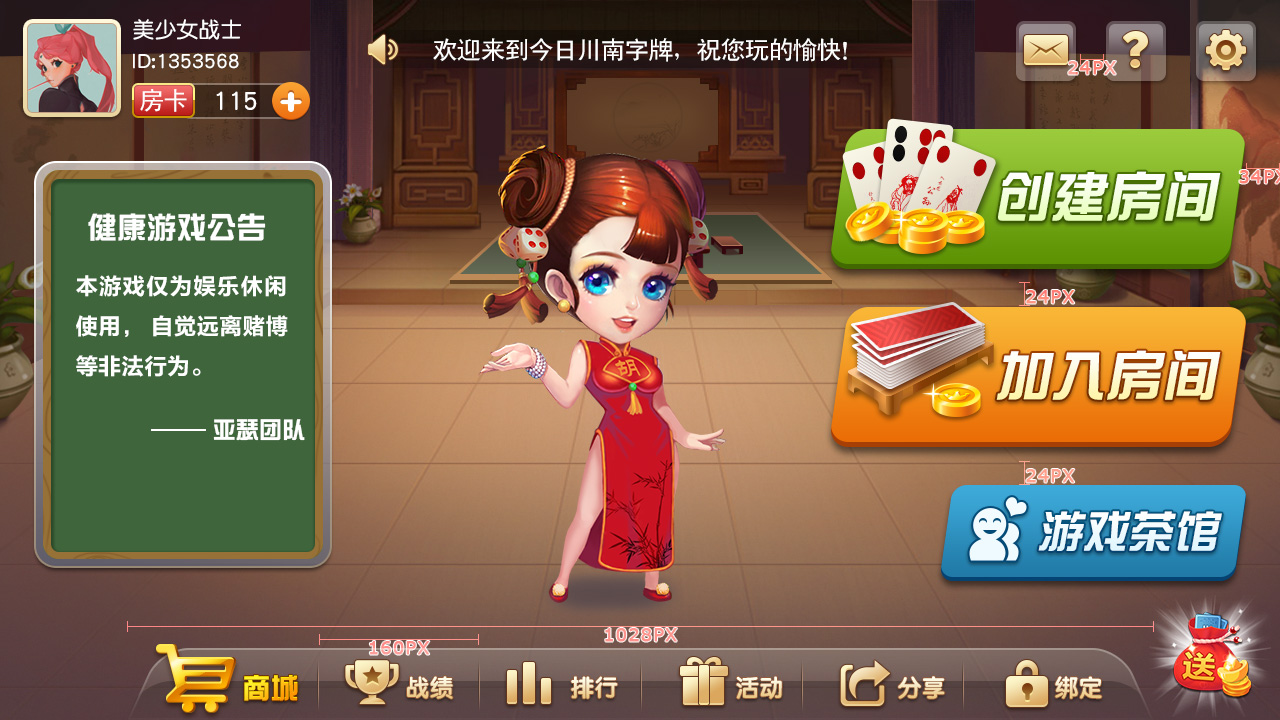 美少女战士
ID:1353568
房卡 115
欢迎来到今日川南字牌，祝您玩的愉快!
?
24PX
健康游戏公告
本游戏仅为娱乐休闲
使用， 自觉远离赌博
等非法行为。
—— 亚瑟团队
胡
创建房间
34PX
24PX
加入房间
24PX
游戏茶馆
1028PX
160PX
商城
战绩
排行
活动
分享
绑定
送